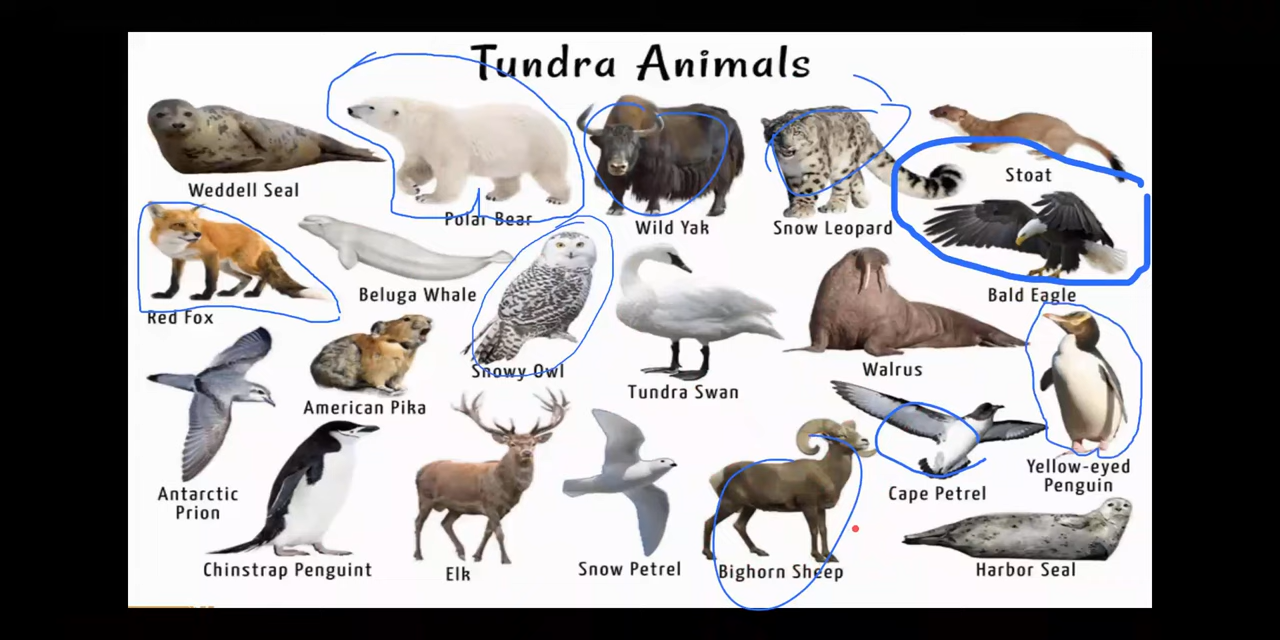 Tundra Animals
Weddell Seal
Polar Bear
Wild Yak
Snow Leopard
Stoat
Red Fox
Beluga Whale
Snowy Owl
Tundra Swan
Walrus
Bald Eagle
Antarctic
Prion
American Pika
Chinstrap Penguint
Elk
Snow Petrel
Bighorn Sheep
Cape Petrel
Yellow-eyed
Penguin
Harbor Seal